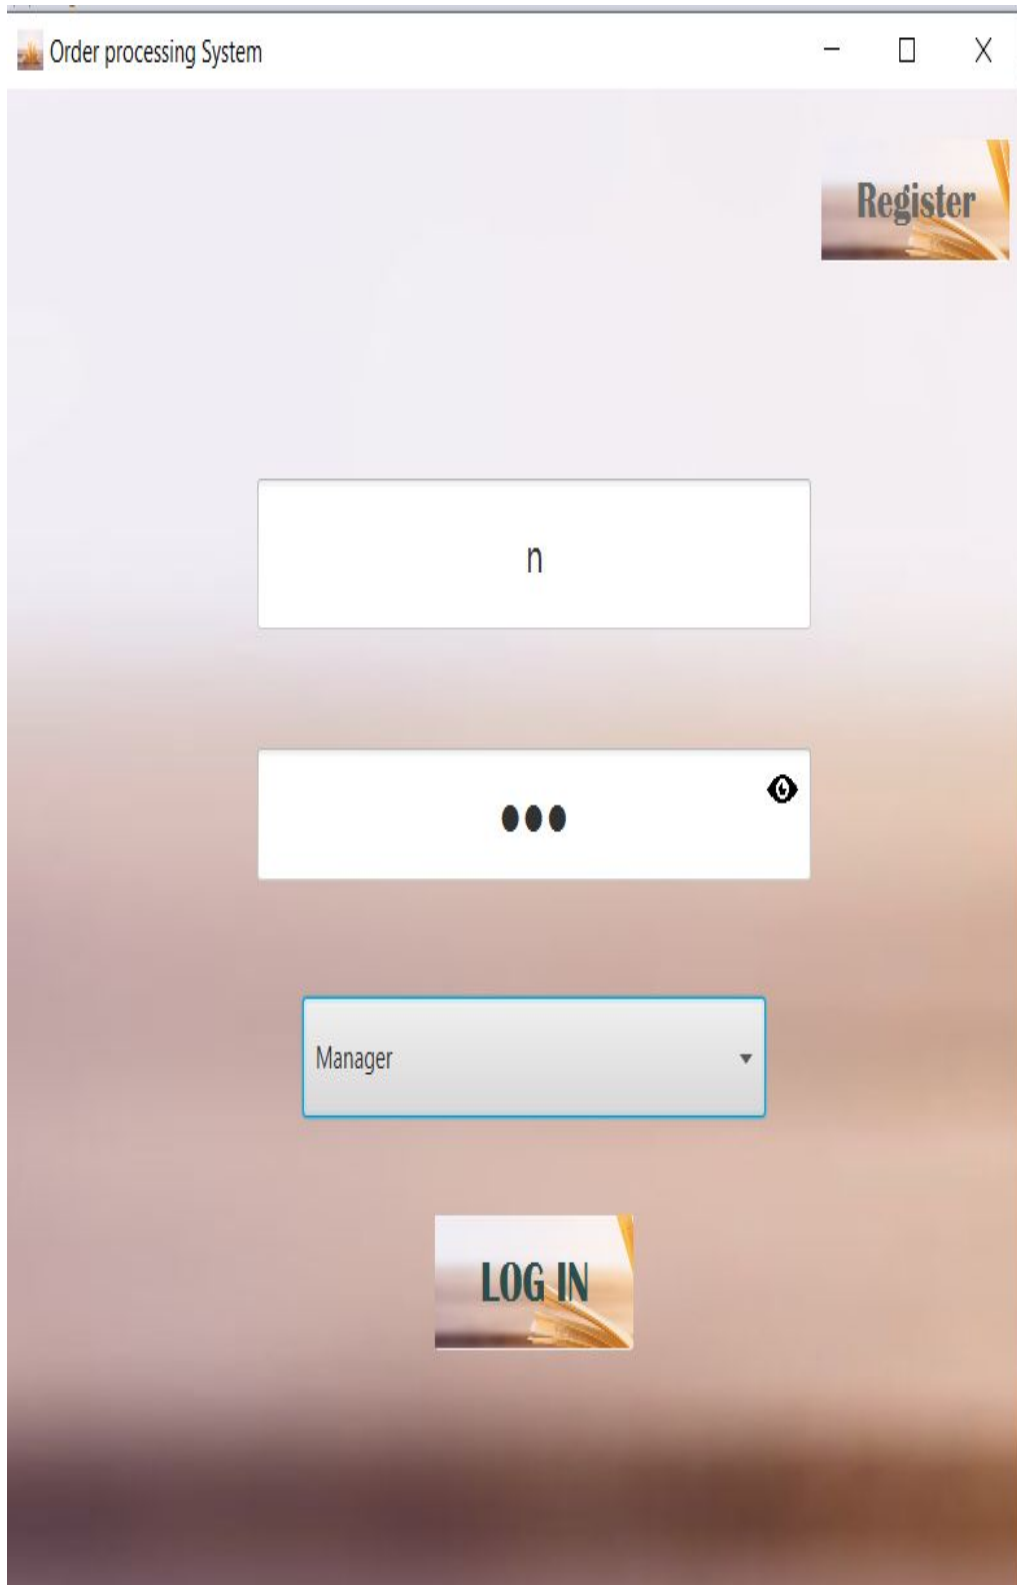 Order processing System
Register
n
●●●
Manager
LOG IN